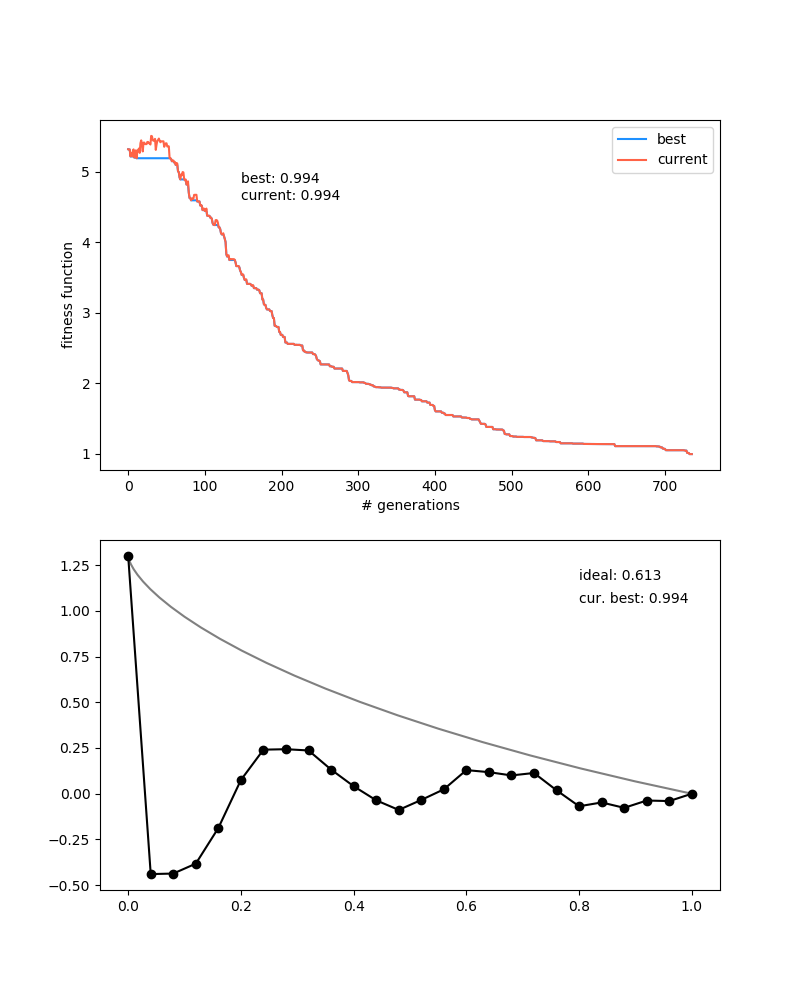 best
current
best: 0.994
current: 0.994
fitness function
5
4
3
2
1
0 100 200 300 400 500 600 700
# generations
ideal: 0.613
cur. best: 0.994
1.25
1.00
0.75
0.50
0.25
0.00
−0.25
−0.50
0.0 0.2 0.4 0.6 0.8 1.0